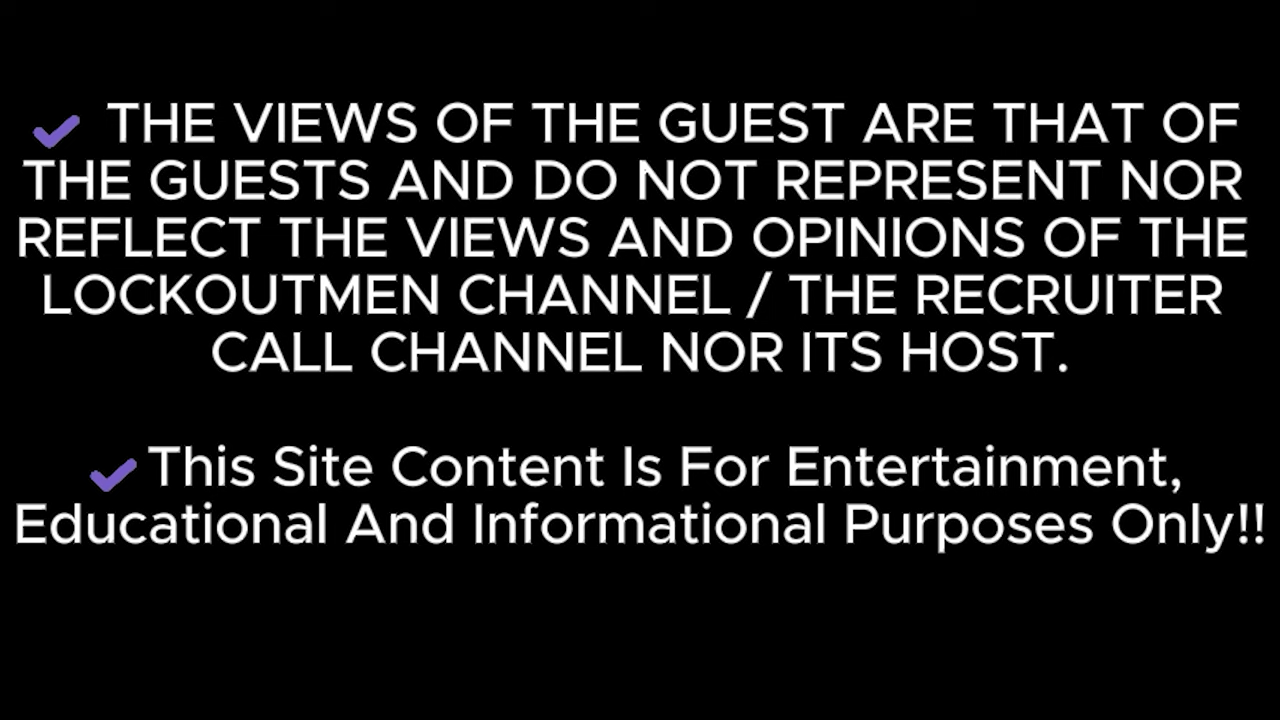 ✔ THE VIEWS OF THE GUEST ARE THAT OF
THE GUESTS AND DO NOT REPRESENT NOR
REFLECT THE VIEWS AND OPINIONS OF THE
LOCKOUTMEN CHANNEL / THE RECRUITER
CALL CHANNEL NOR ITS HOST.
✔ This Site Content Is For Entertainment,
Educational And Informational Purposes Only!!